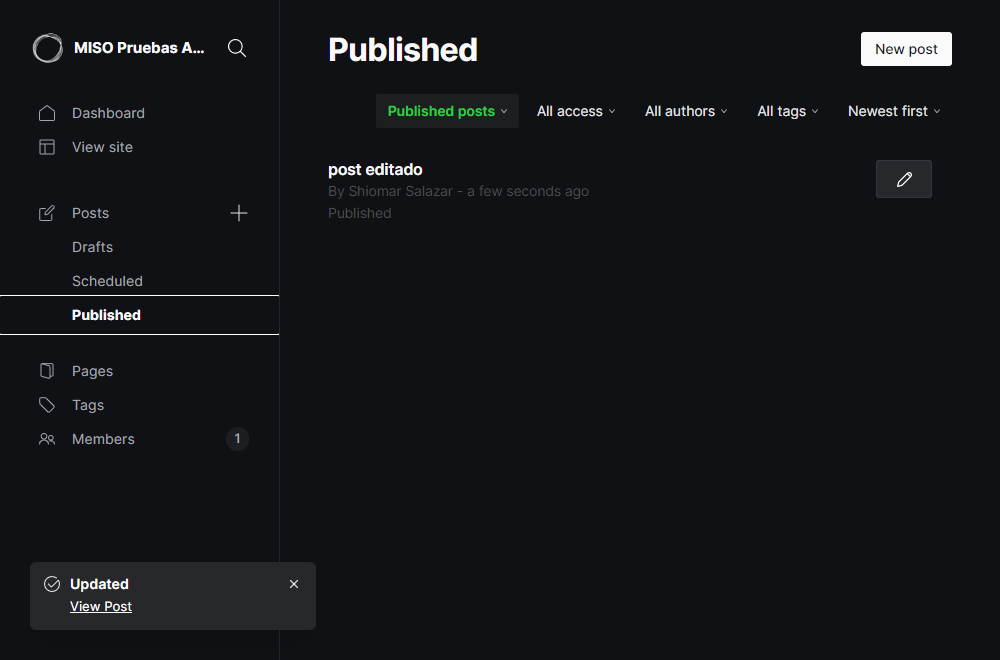 MISO Pruebas A...
Dashboard
View site
Posts
Drafts
Scheduled
Published
Pages
Tags
Members
1
Published
New post
Published posts
All access
All authors
All tags
Newest first
post editado
By Shiomar Salazar - a few seconds ago
Published
Updated
View Post